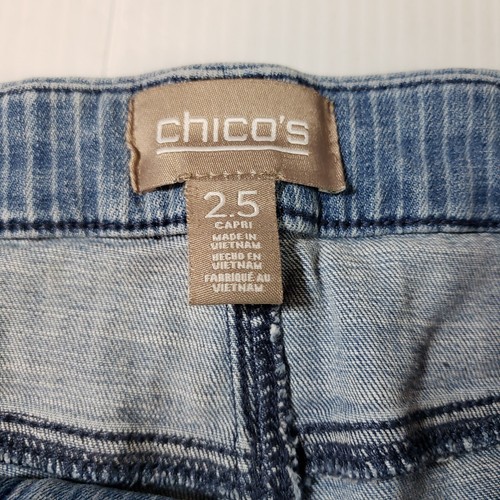 chico's
2.5
CAPRI
MADE IN
VIETNAM
HECHO EN
VIETNAM
FABRIQUÉ AU
VIETNAM